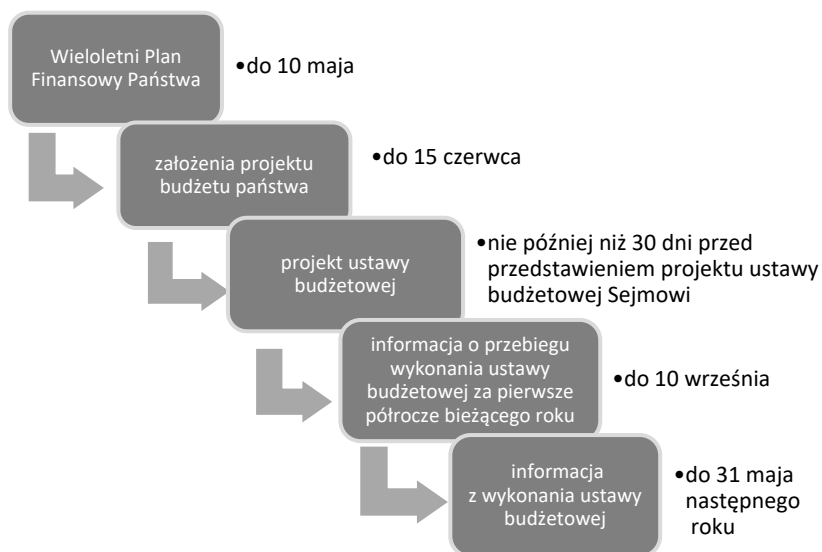 Wieloletni Plan
Finansowy Państwa
•do 10 maja
założenia projektu
budżetu państwa
•do 15 czerwca
projekt ustawy
budżetowej
•nie później niż 30 dni przed
przedstawieniem projektu ustawy
budżetowej Sejmowi
informacja o przebiegu
wykonania ustawy
budżetowej za pierwsze
półrocze bieżącego roku
•do 10 września
informacja
z wykonania ustawy
budżetowej
•do 31 maja
następnego
roku